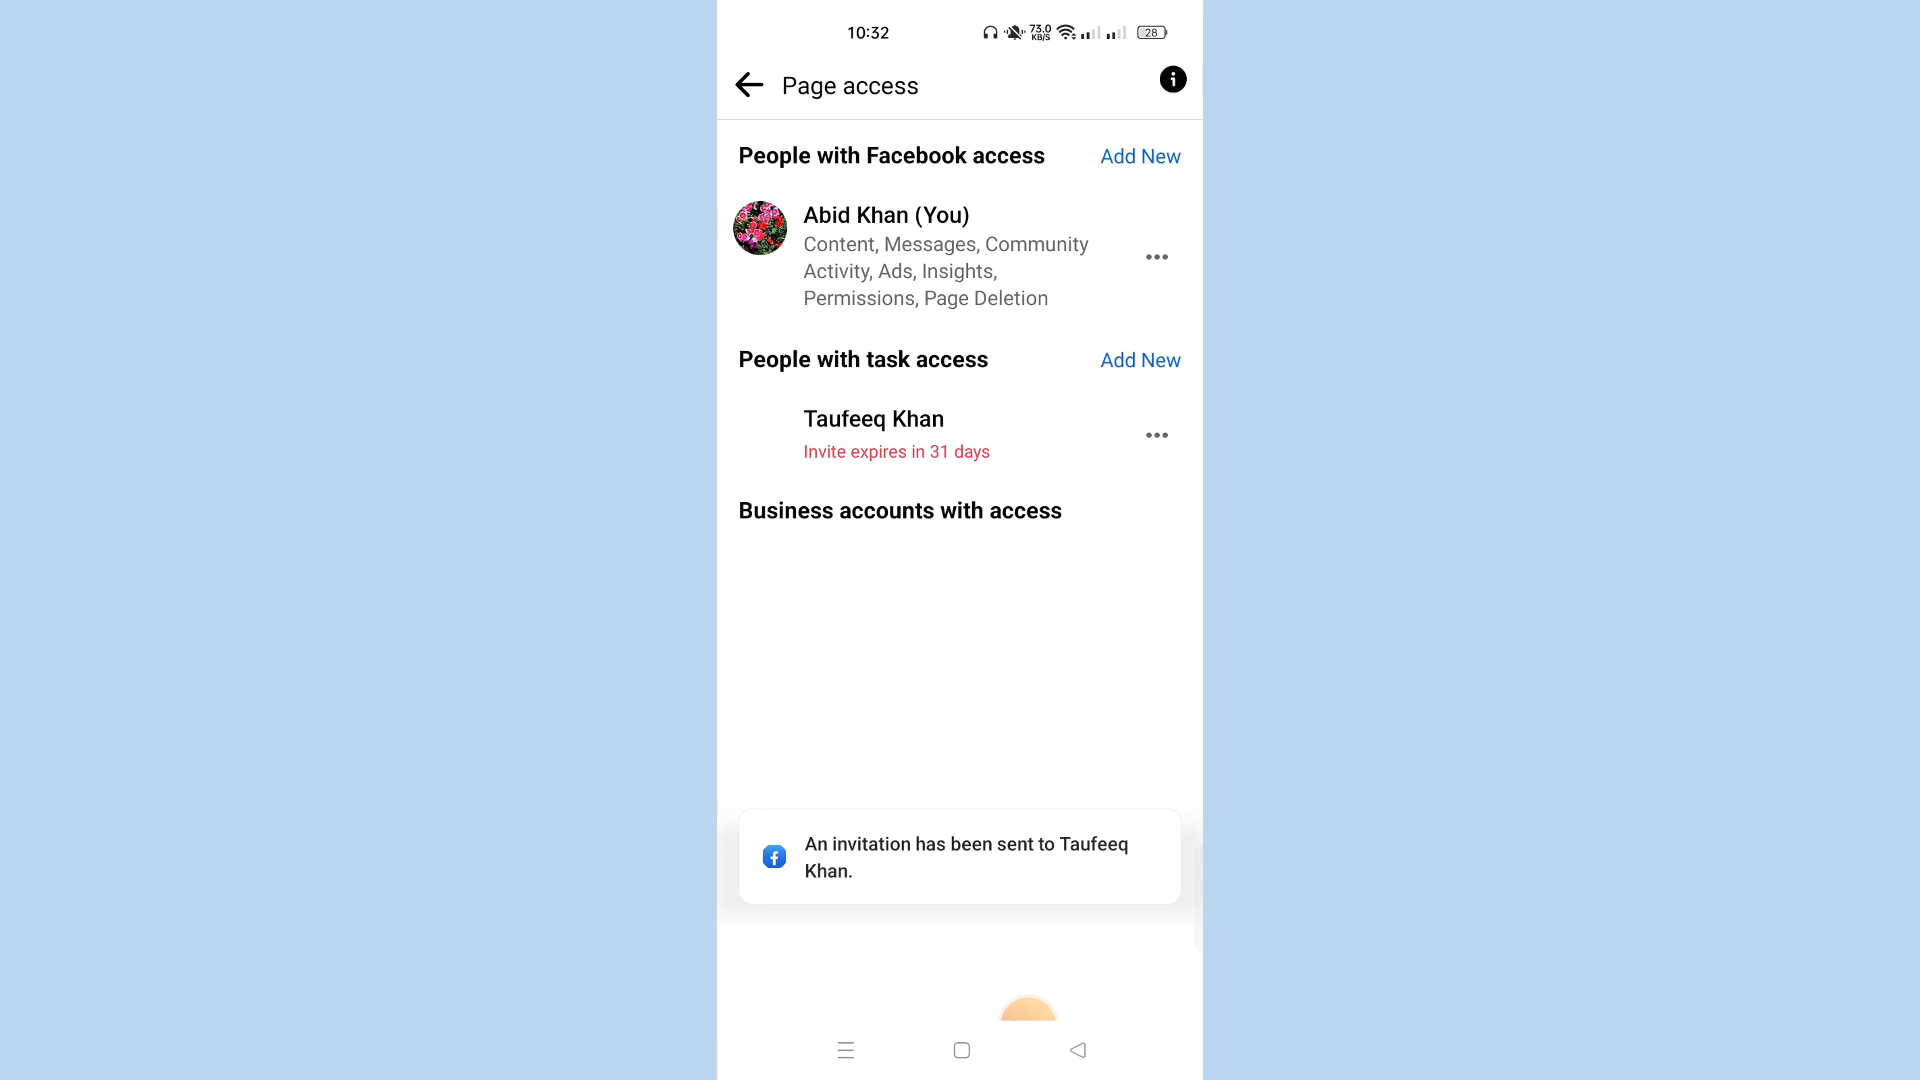 10:32
73.0
KB/S
28
Page access
People with Facebook access
Add New
Abid Khan (You)
Content, Messages, Community
Activity, Ads, Insights,
Permissions, Page Deletion
People with task access
Add New
Taufeeq Khan
Invite expires in 31 days
Business accounts with access
An invitation has been sent to Taufeeq
Khan.